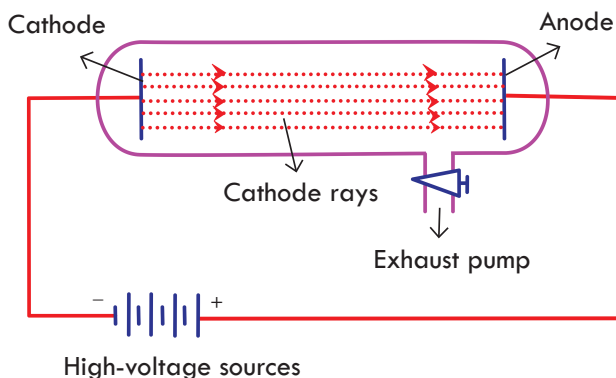 Cathode
Anode
Cathode rays
Exhaust pump
− +
High-voltage sources